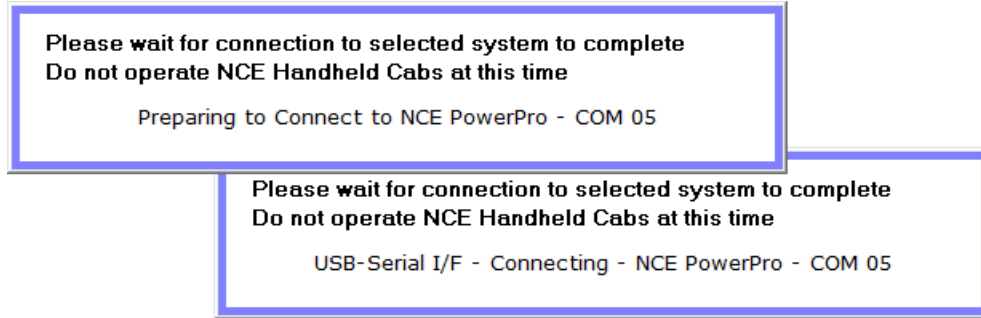 Please wait for connection to selected system to complete
Do not operate NCE Handheld Cabs at this time
Preparing to Connect to NCE PowerPro - COM 05
Please wait for connection to selected system to complete
Do not operate NCE Handheld Cabs at this time
USB-Serial I/F - Connecting - NCE PowerPro - COM 05